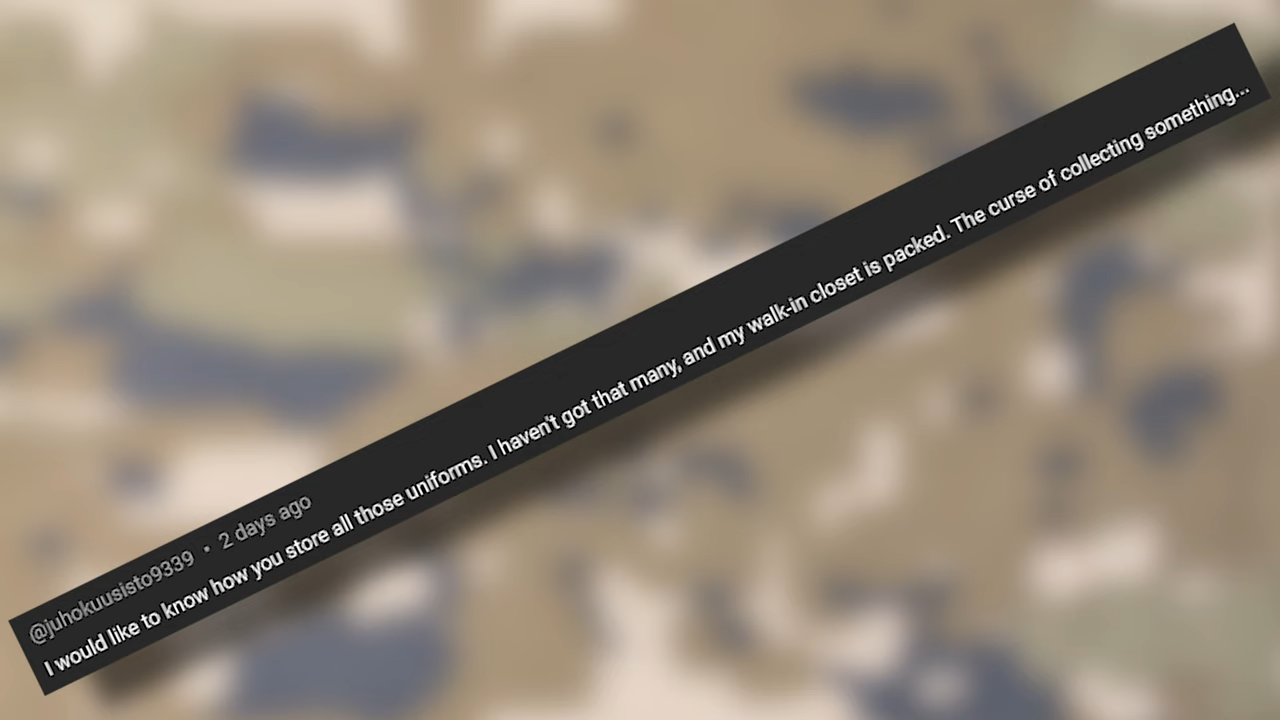 @juhokuusisto9339 • 2 days ago
I would like to know how you store all those uniforms. I haven't got that many, and my walk-in closet is packed. The curse of collecting something...